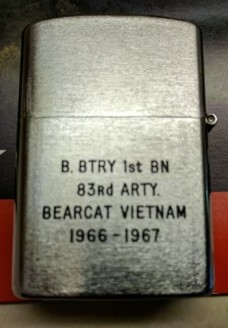 B. BTRY 1st BN
83rd ARTY.
BEARCAT VIETNAM
1966-1967